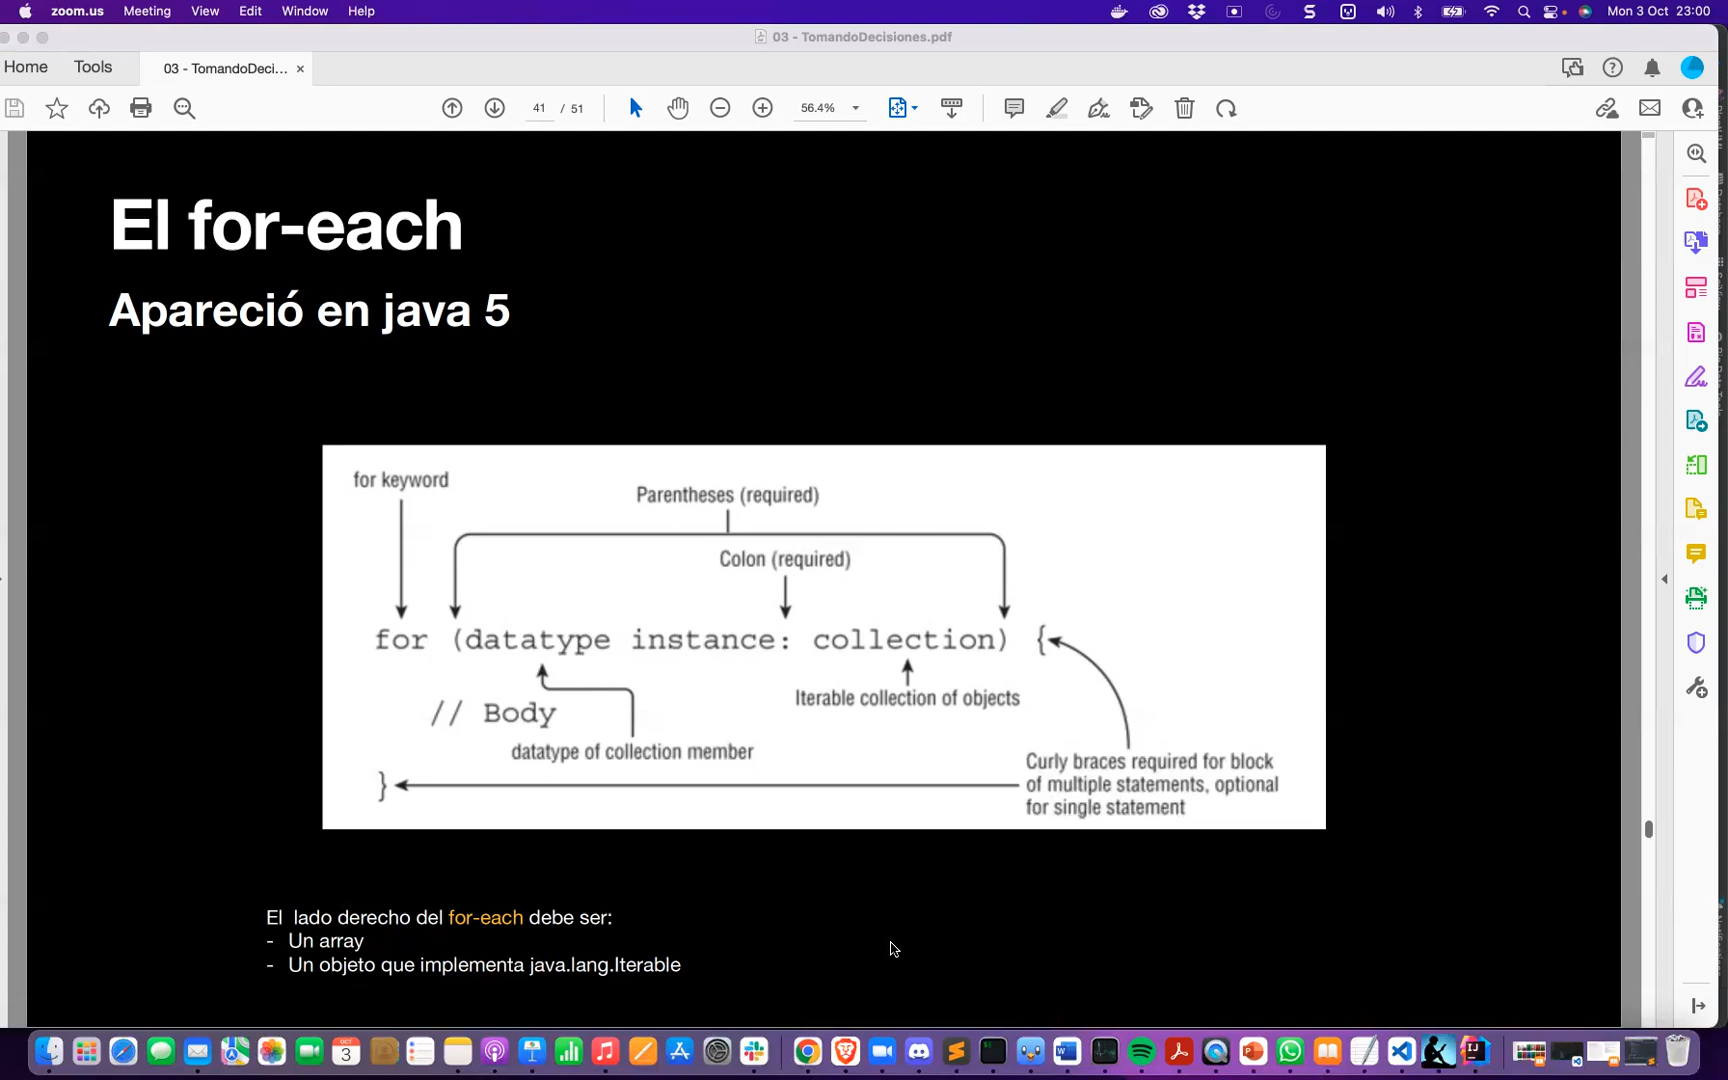 zoom.us Meeting View Edit Window Help Mon 3 Oct 23:00
03 - TomandoDecisiones.pdf
Home Tools 03 - TomandoDeci... ×
41 / 51 56.4%
El for-each
Apareció en java 5
for keyword
Parentheses (required)
Colon (required)
for (datatype instance: collection) {
Iterable collection of objects
// Body
datatype of collection member
Curly braces required for block
} of multiple statements, optional
for single statement
El lado derecho del for-each debe ser:
- Un array
- Un objeto que implementa java.lang.Iterable
OCT
3